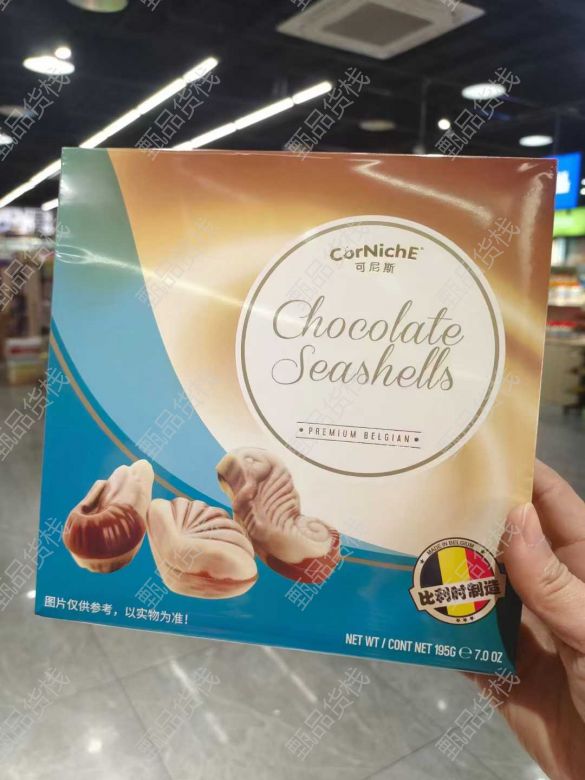 CorNichE®
可尼斯
Chocolate
Seashells
• PREMIUM BELGIAN •
MADE IN BELGIUM
比利时制造
图片仅供参考，以实物为准！
NET WT / CONT NET 195G ℮ 7.0 OZ
甄品货栈